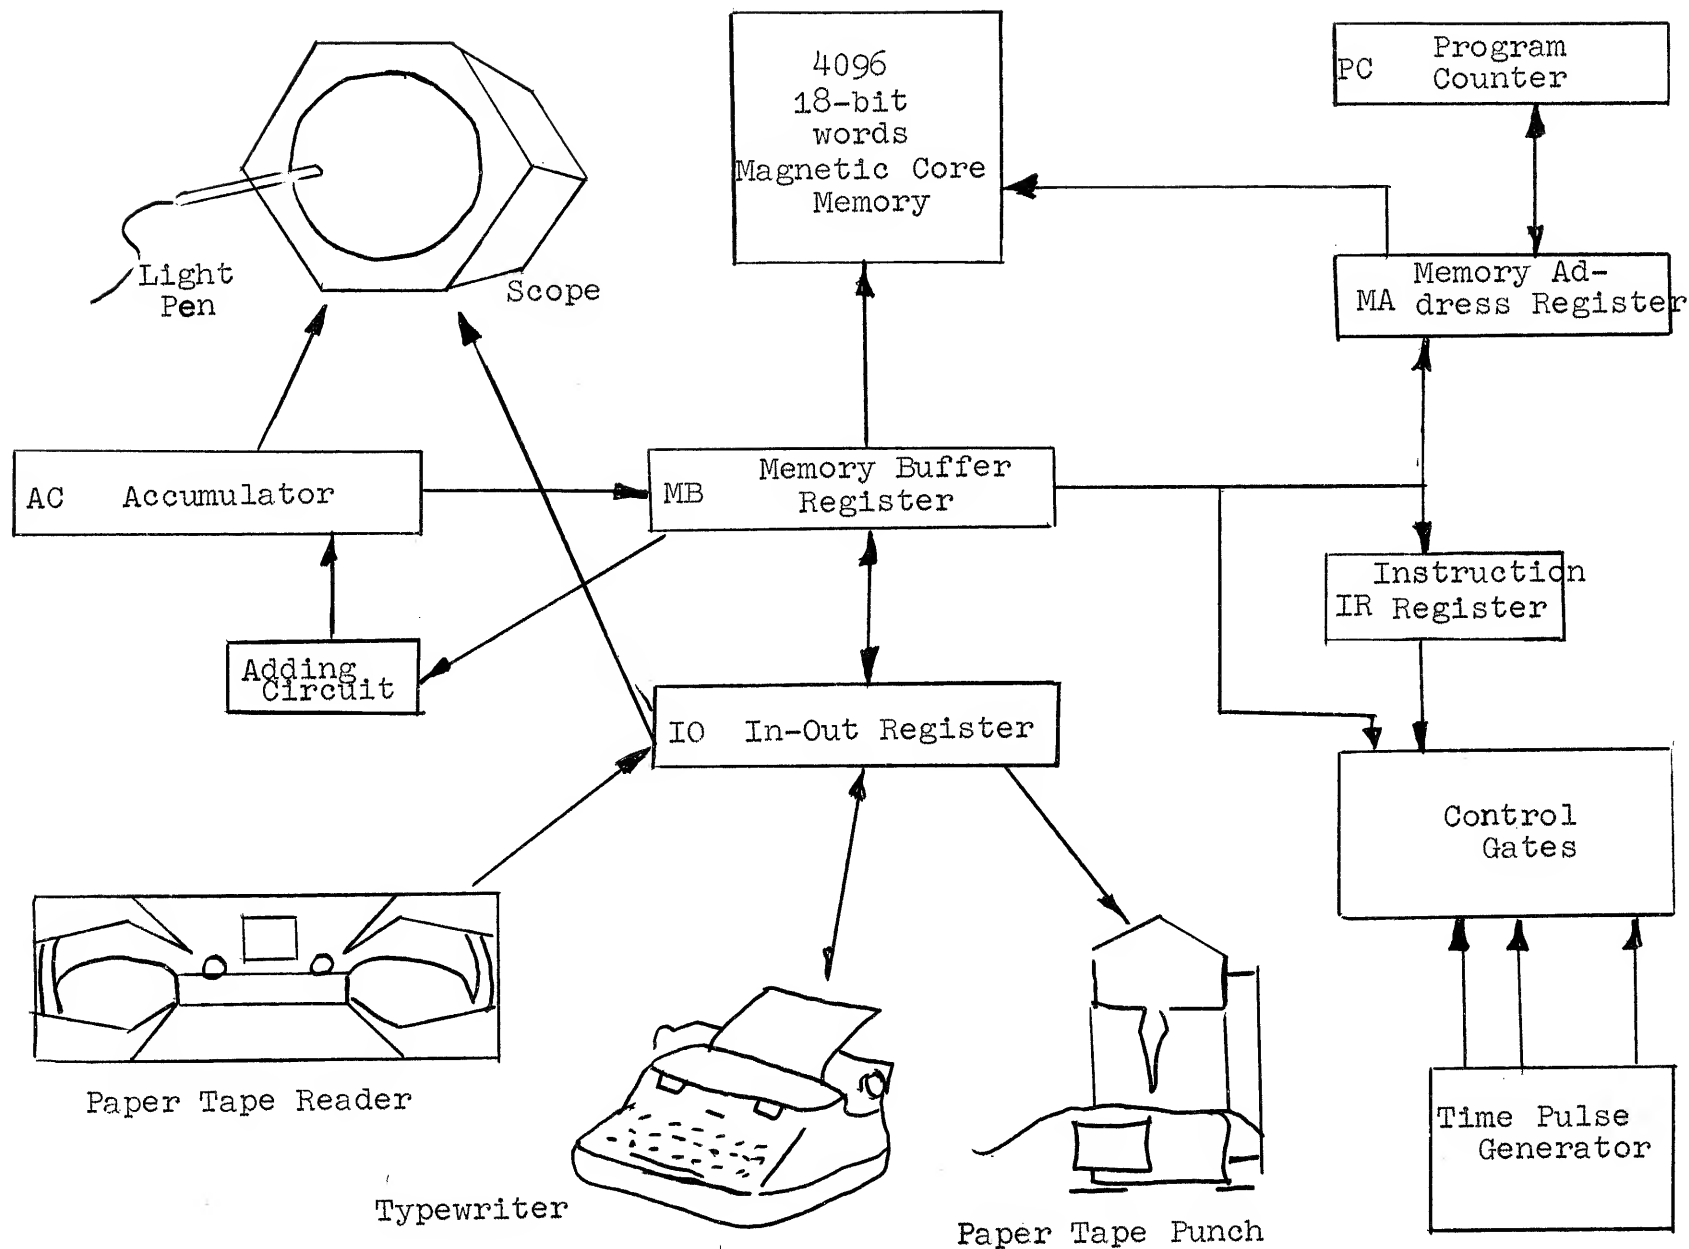 4096
18-bit
words
Magnetic Core
Memory
PC Program
Counter
Light
Pen
Scope
Memory Ad-
MA dress Register
AC Accumulator
Memory Buffer
MB Register
Instruction
IR Register
Adding
Circuit
IO In-Out Register
Control
Gates
Paper Tape Reader
Typewriter
Paper Tape Punch
Time Pulse
Generator